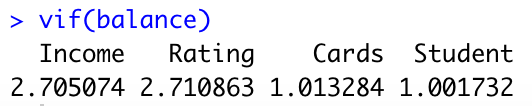 > vif(balance)
Income Rating Cards Student
2.705074 2.710863 1.013284 1.001732